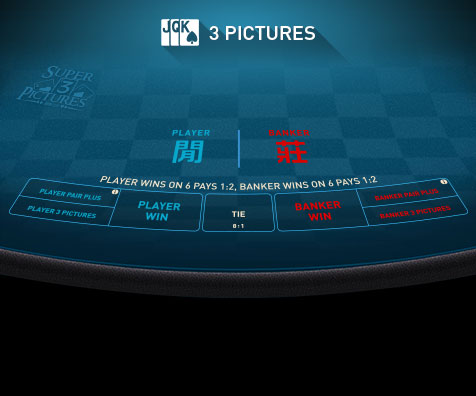 JQK
3 PICTURES
SUPER
3
PICTURES
PLAYER
閒
BANKER
莊
PLAYER WINS ON 6 PAYS 1:2, BANKER WINS ON 6 PAYS 1:2
PLAYER PAIR PLUS
PLAYER 3 PICTURES
PLAYER
WIN
TIE
8:1
BANKER
WIN
BANKER PAIR PLUS
BANKER 3 PICTURES